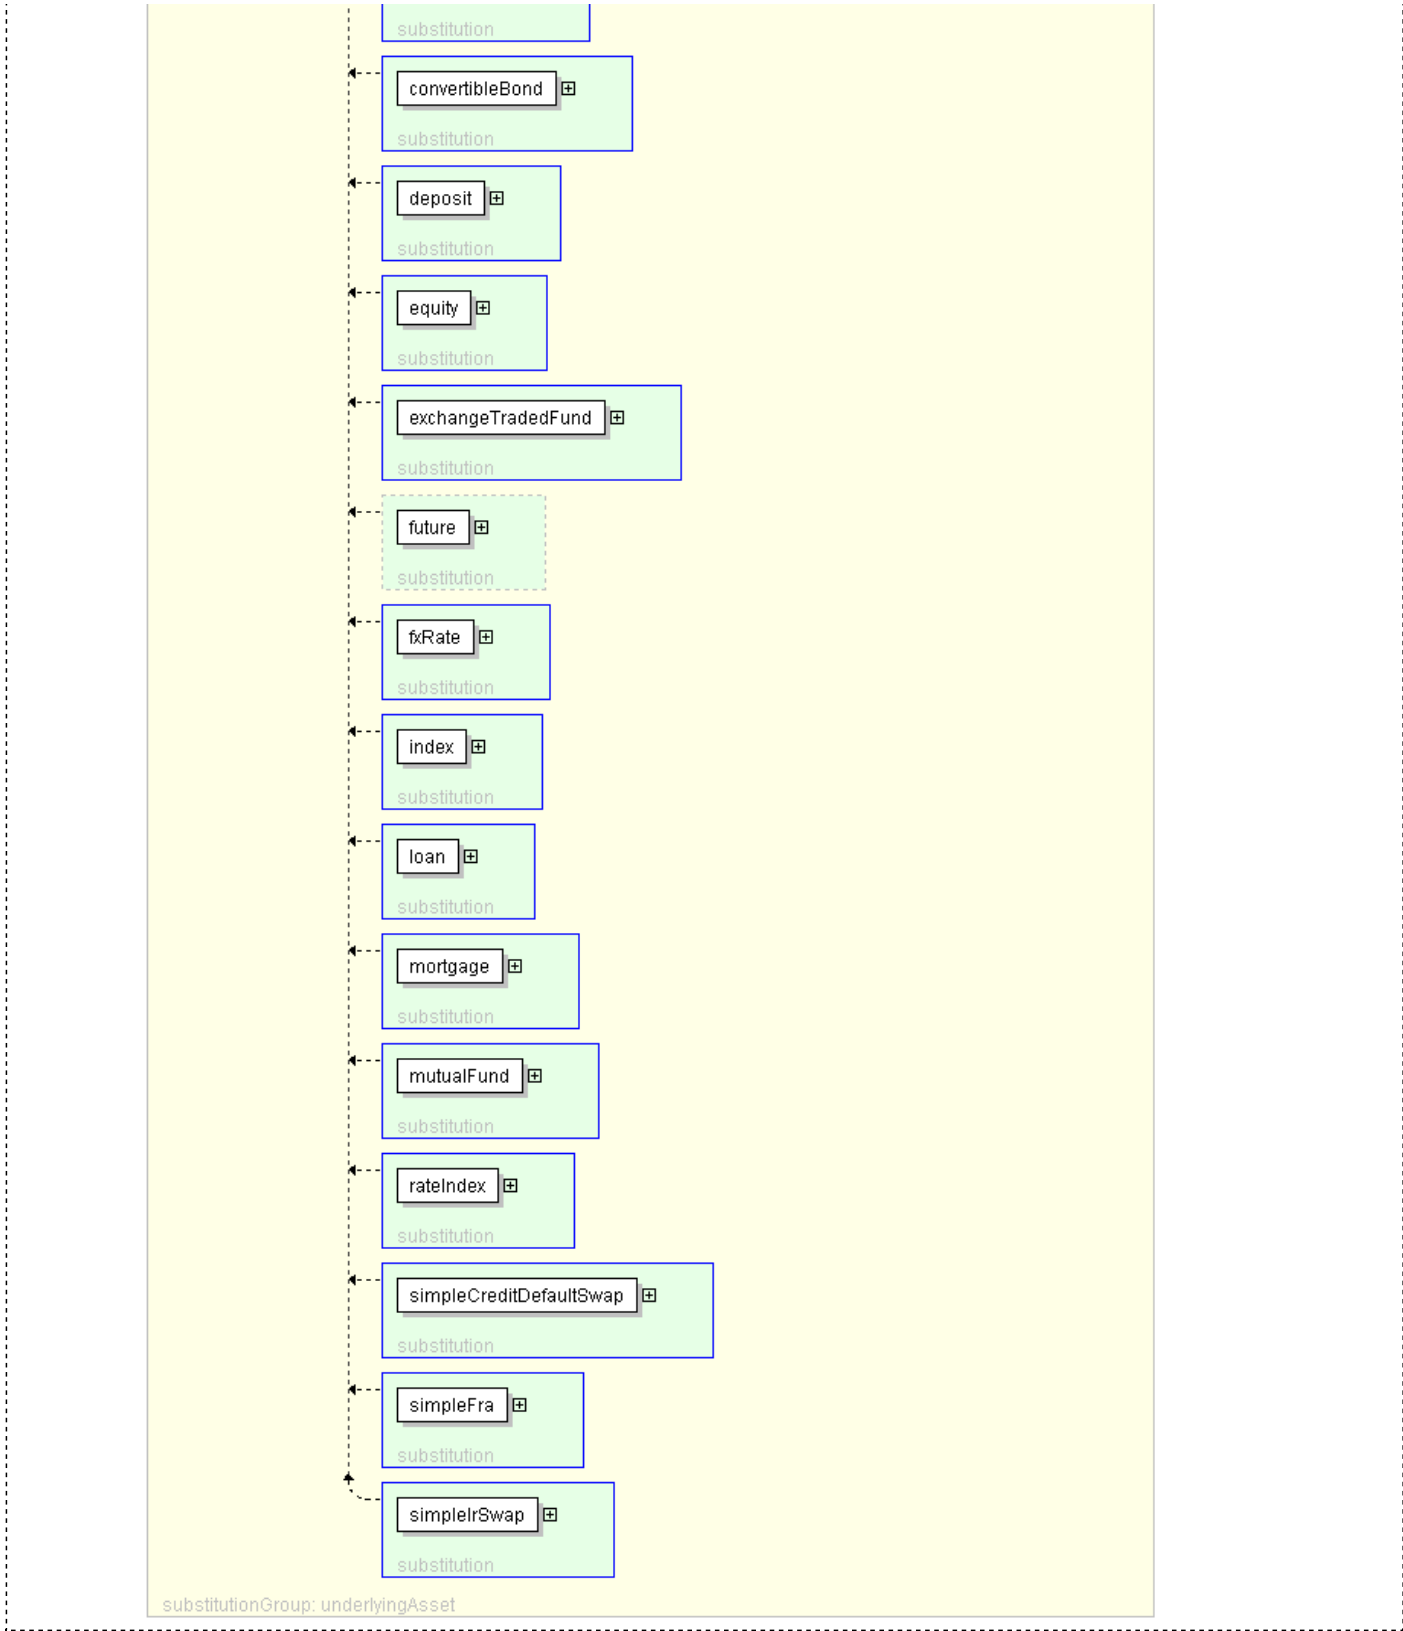 substitution
convertibleBond
substitution
deposit
substitution
equity
substitution
exchangeTradedFund
substitution
future
substitution
fxRate
substitution
index
substitution
loan
substitution
mortgage
substitution
mutualFund
substitution
rateIndex
substitution
simpleCreditDefaultSwap
substitution
simpleFra
substitution
simpleIrSwap
substitution
substitutionGroup: underlyingAsset